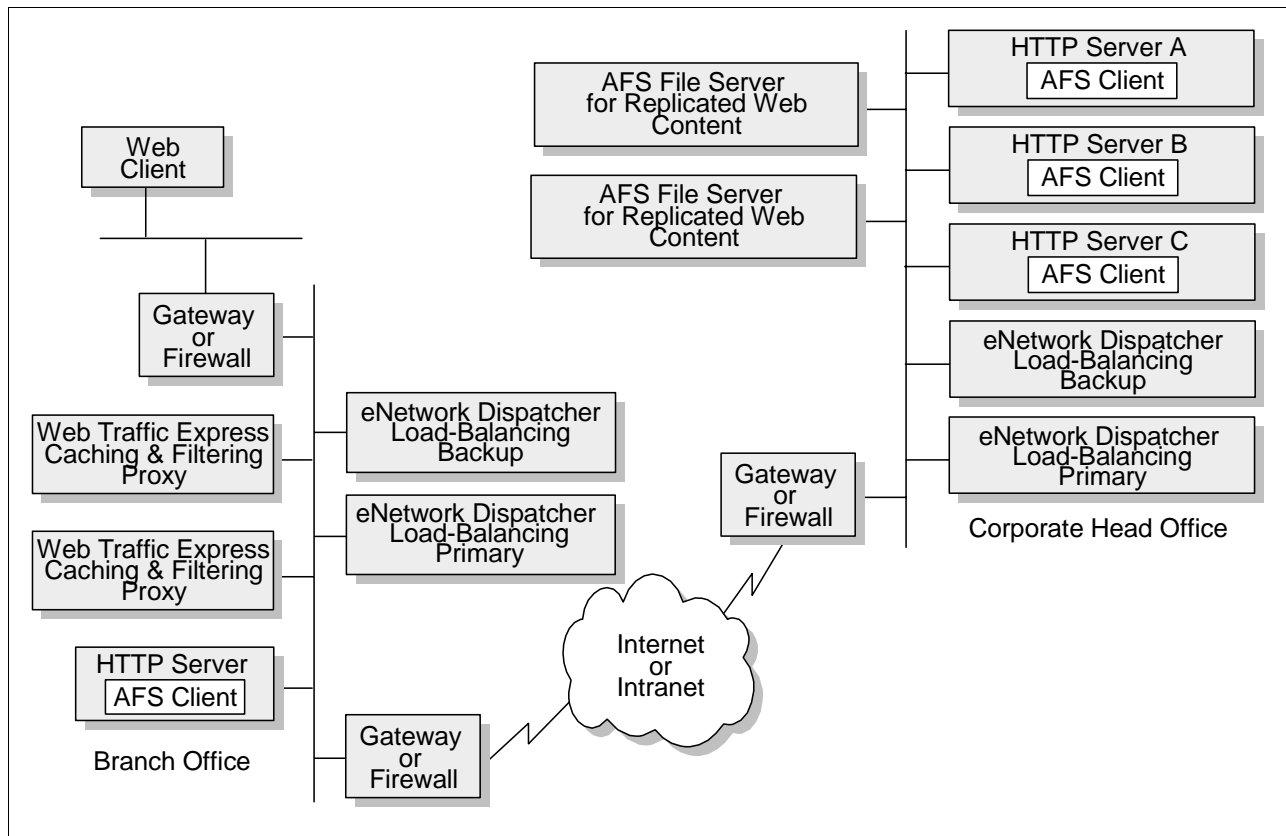 Web
Client
Gateway
or
Firewall
Web Traffic Express
Caching & Filtering
Proxy
Web Traffic Express
Caching & Filtering
Proxy
HTTP Server
AFS Client
Branch Office
eNetwork Dispatcher
Load-Balancing
Backup
eNetwork Dispatcher
Load-Balancing
Primary
Gateway
or
Firewall
Internet
or
Intranet
Gateway
or
Firewall
AFS File Server
for Replicated Web
Content
AFS File Server
for Replicated Web
Content
HTTP Server A
AFS Client
HTTP Server B
AFS Client
HTTP Server C
AFS Client
eNetwork Dispatcher
Load-Balancing
Backup
eNetwork Dispatcher
Load-Balancing
Primary
Corporate Head Office